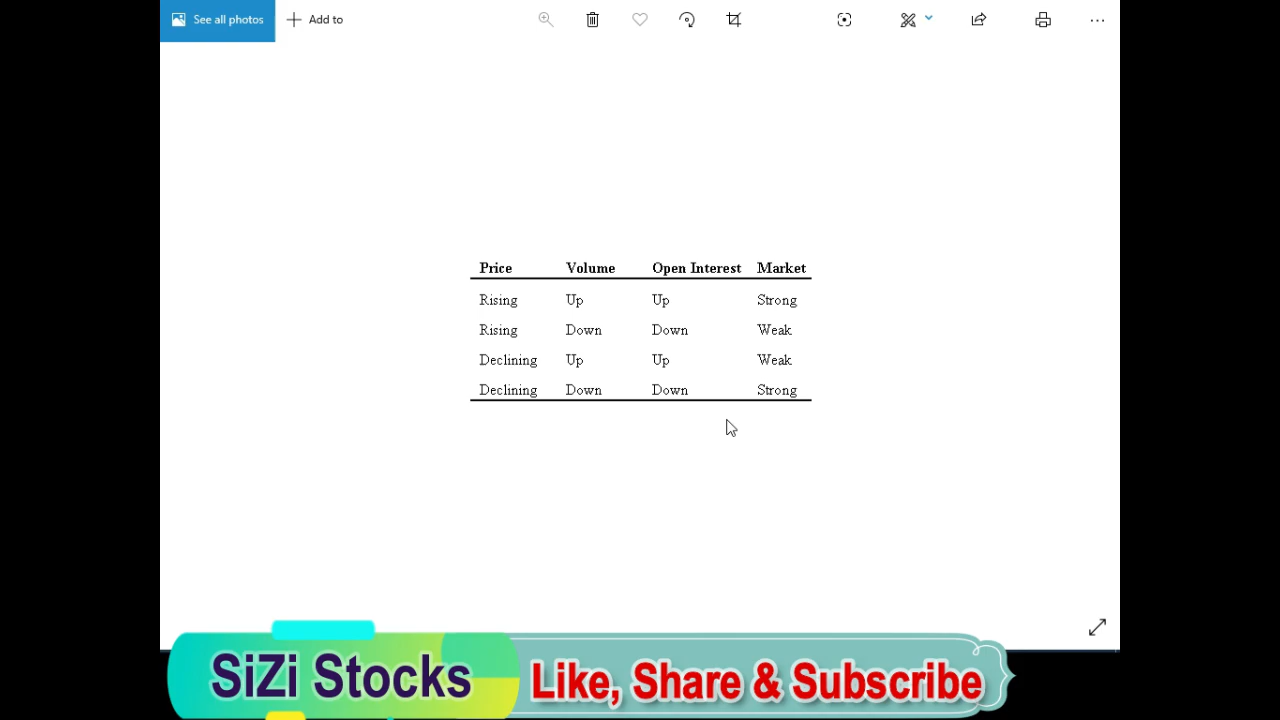 See all photos Add to
Price Volume Open Interest Market
Rising Up Up Strong
Rising Down Down Weak
Declining Up Up Weak
Declining Down Down Strong
SiZi Stocks Like, Share & Subscribe